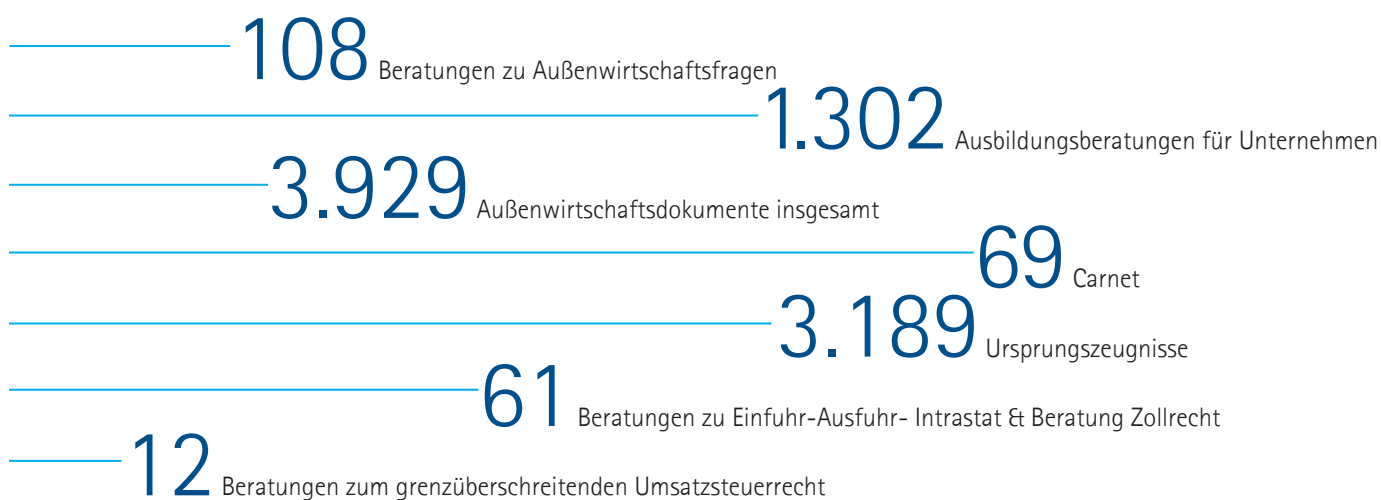 108 Beratungen zu Außenwirtschaftsfragen
1.302 Ausbildungsberatungen für Unternehmen
3.929 Außenwirtschaftsdokumente insgesamt
69 Carnet
3.189 Ursprungszeugnisse
61 Beratungen zu Einfuhr-Ausfuhr- Intrastat & Beratung Zollrecht
12 Beratungen zum grenzüberschreitenden Umsatzsteuerrecht